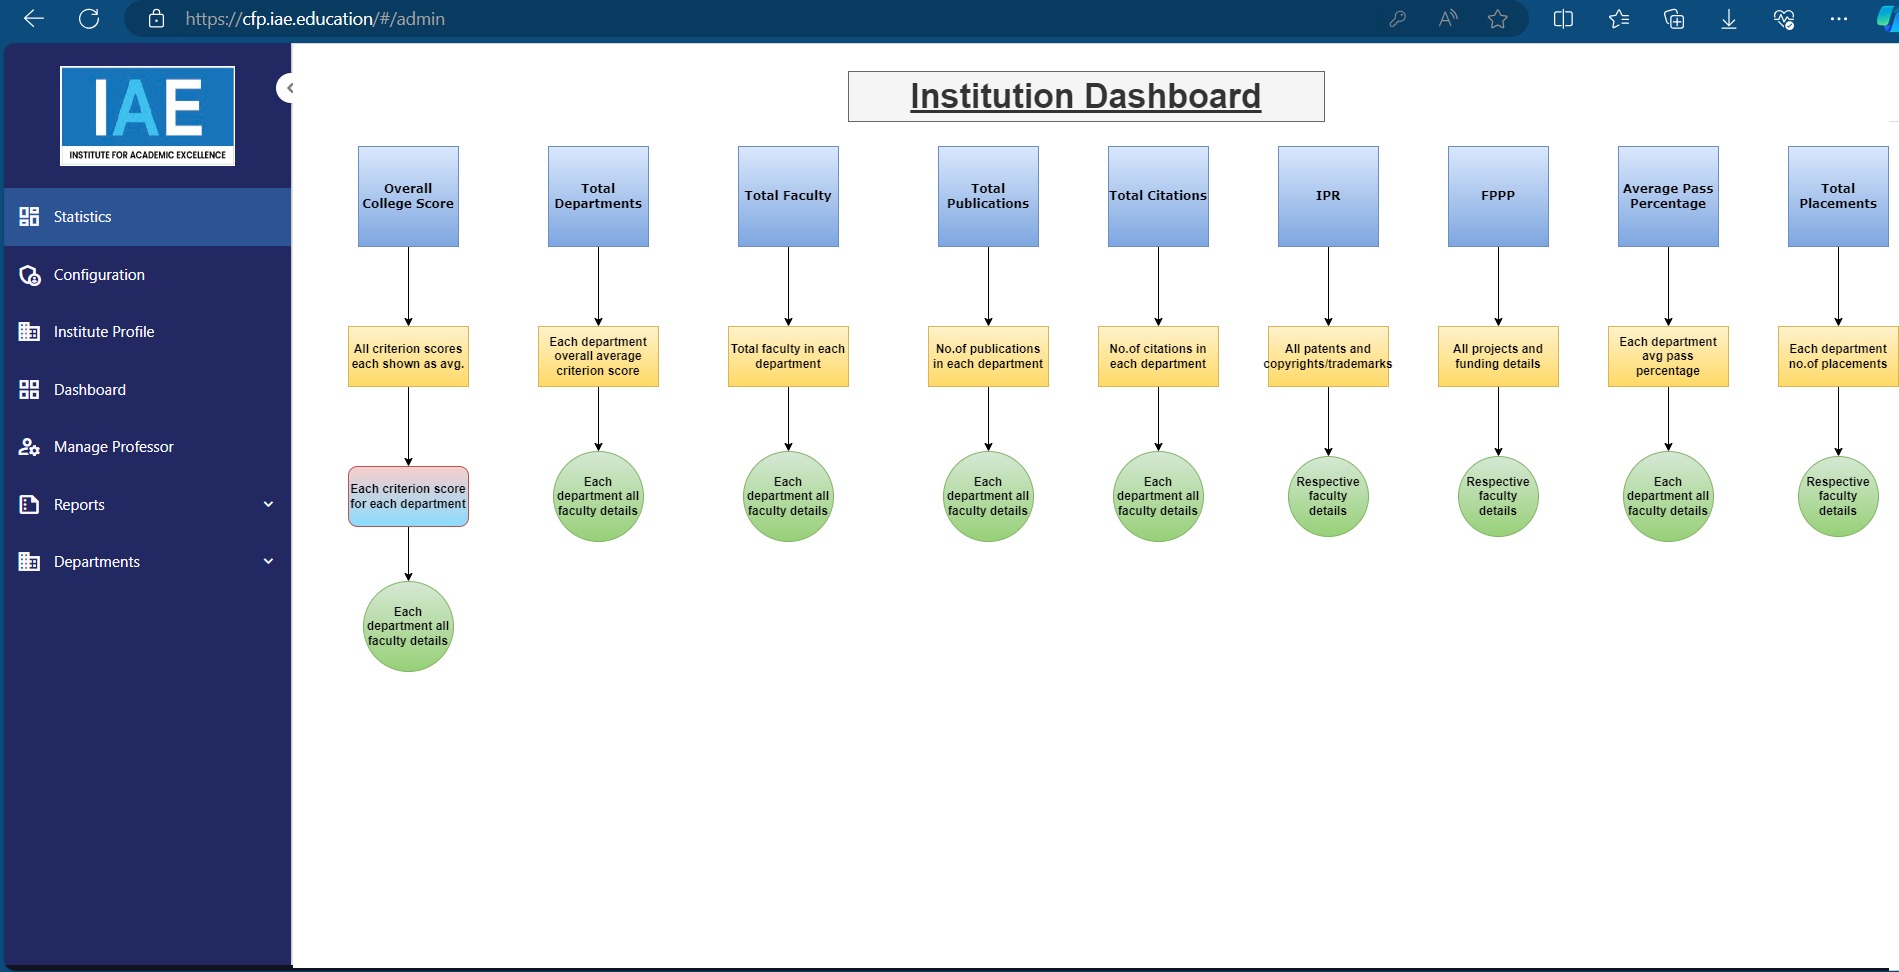 https://cfp.iae.education/#/admin
IAE
INSTITUTE FOR ACADEMIC EXCELLENCE
Statistics
Configuration
Institute Profile
Dashboard
Manage Professor
Reports
Departments
Institution Dashboard
Overall
College Score
Total
Departments
Total Faculty
Total
Publications
Total Citations
IPR
FPPP
Average Pass
Percentage
Total
Placements
All criterion scores
each shown as avg.
Each department
overall average
criterion score
Total faculty in each
department
No.of publications
in each department
No.of citations in
each department
All patents and
copyrights/trademarks
All projects and
funding details
Each department
avg pass
percentage
Each department
no.of placements
Each criterion score
for each department
Each
department all
faculty details
Each
department all
faculty details
Each
department all
faculty details
Each
department all
faculty details
Respective
faculty
details
Respective
faculty
details
Each
department all
faculty details
Respective
faculty
details
Each
department all
faculty details